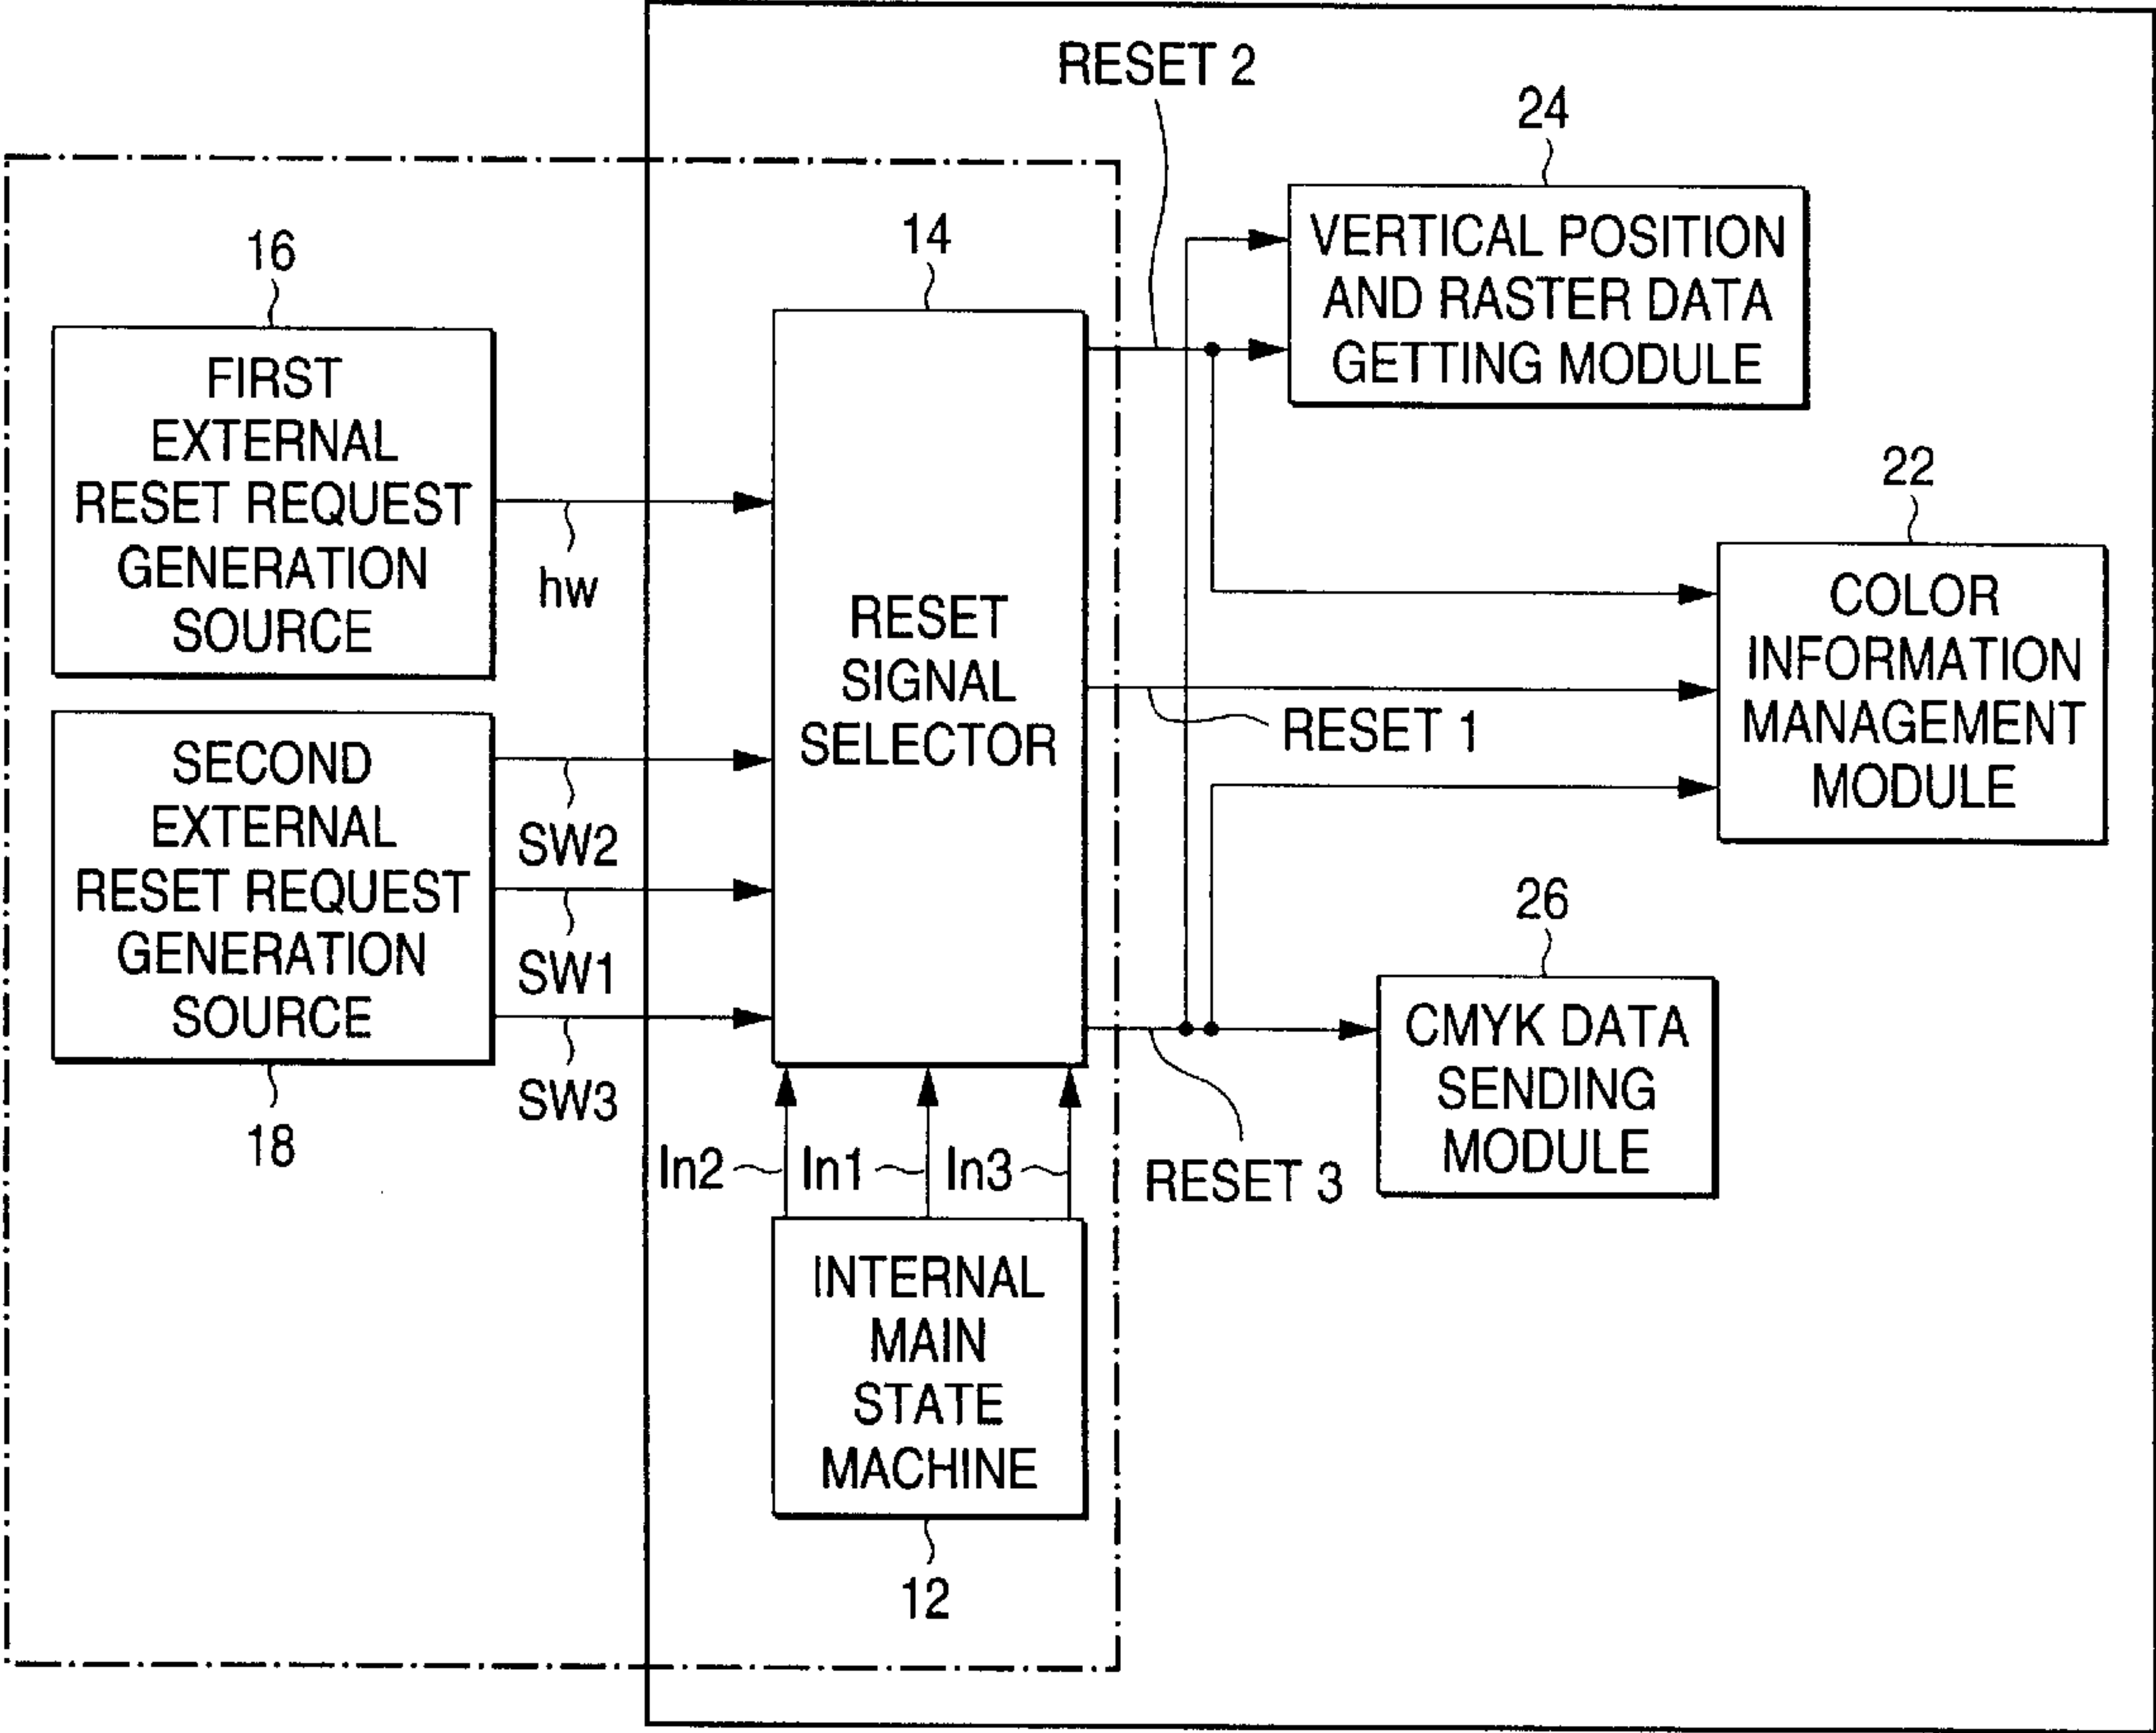 RESET 2
24
VERTICAL POSITION
AND RASTER DATA
GETTING MODULE
16
FIRST
EXTERNAL
RESET REQUEST
GENERATION
SOURCE
hw
14
RESET
SIGNAL
SELECTOR
22
COLOR
INFORMATION
MANAGEMENT
MODULE
RESET 1
SECOND
EXTERNAL
RESET REQUEST
GENERATION
SOURCE
18
SW2
SW1
SW3
26
CMYK DATA
SENDING
MODULE
RESET 3
In2
In1
In3
INTERNAL
MAIN
STATE
MACHINE
12